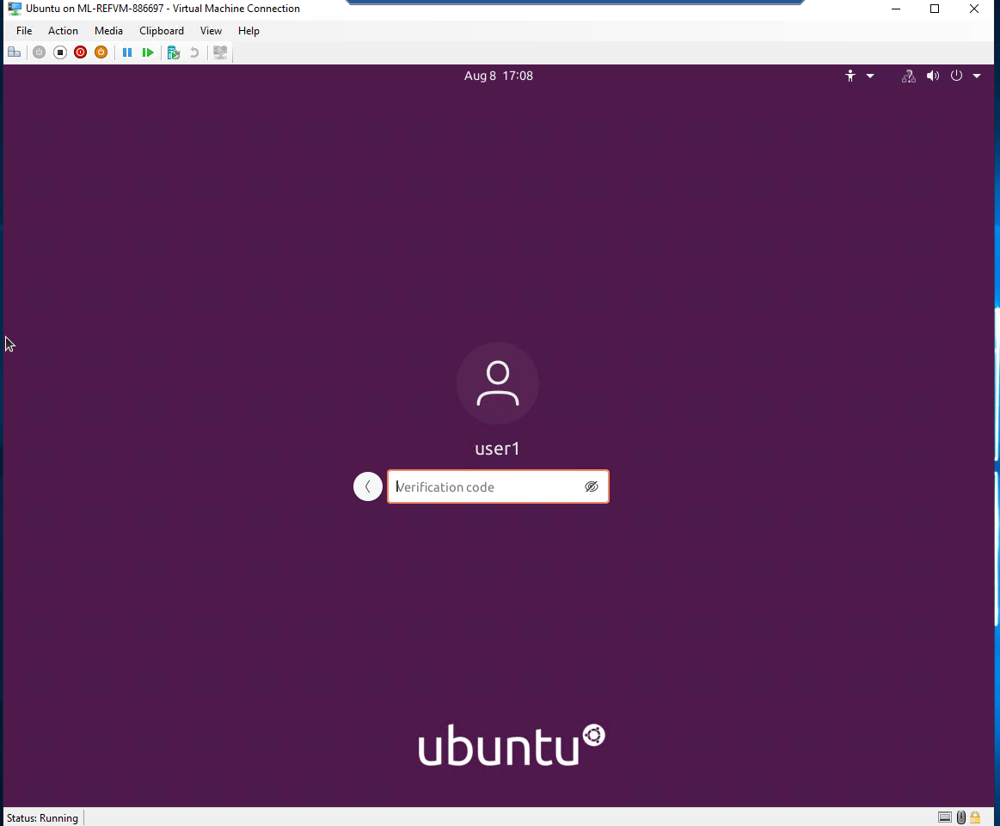 Ubuntu on ML-REFVM-886697 - Virtual Machine Connection
File Action Media Clipboard View Help
Aug 8 17:08
user1
Verification code
ubuntu
Status: Running